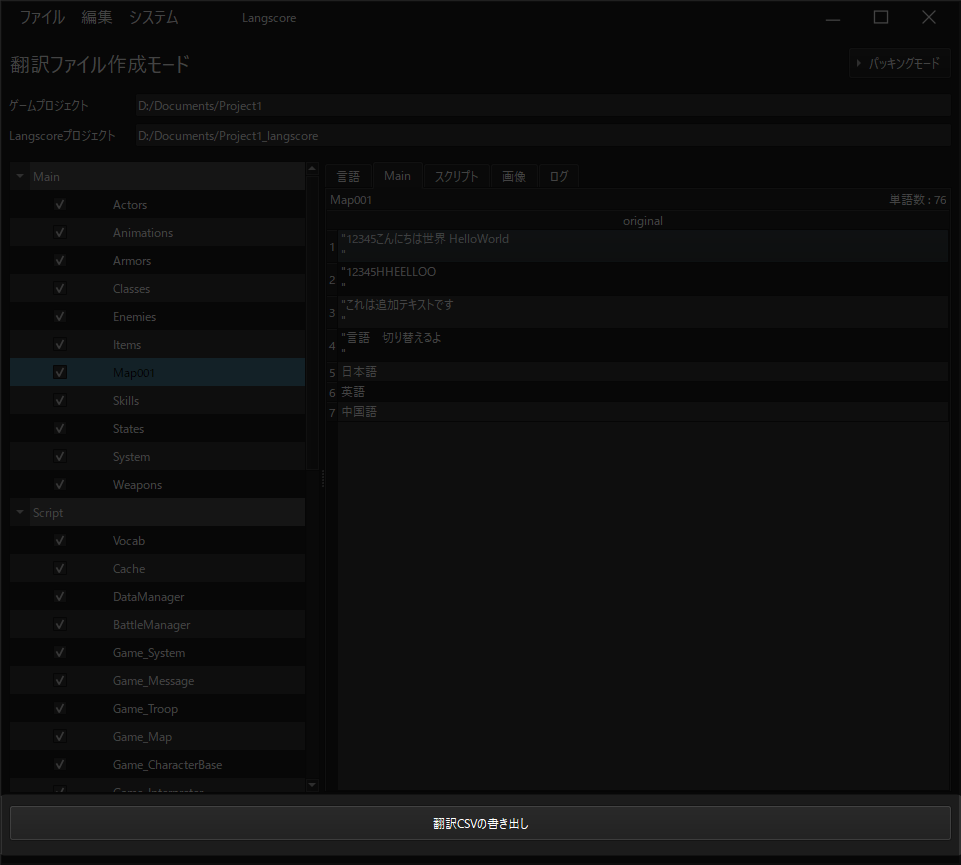 ファイル 編集 システム Langscore
翻訳ファイル作成モード
パッキングモード
ゲームプロジェクト D:/Documents/Project1
Langscoreプロジェクト D:/Documents/Project1_langscore
Main
Actors
Animations
Armors
Classes
Enemies
Items
Map001
Skills
States
System
Weapons
Script
Vocab
Cache
DataManager
BattleManager
Game_System
Game_Message
Game_Troop
Game_Map
Game_CharacterBase
Game_Interpreter
言語 Main スクリプト 画像 ログ
Map001 単語数 : 76
original
1 "12345こんにちは世界 HelloWorld
"
2 "12345HHEELLOO
"
3 "これは追加テキストです
"
4 "言語　切り替えるよ
"
5 日本語
6 英語
7 中国語
翻訳CSVの書き出し